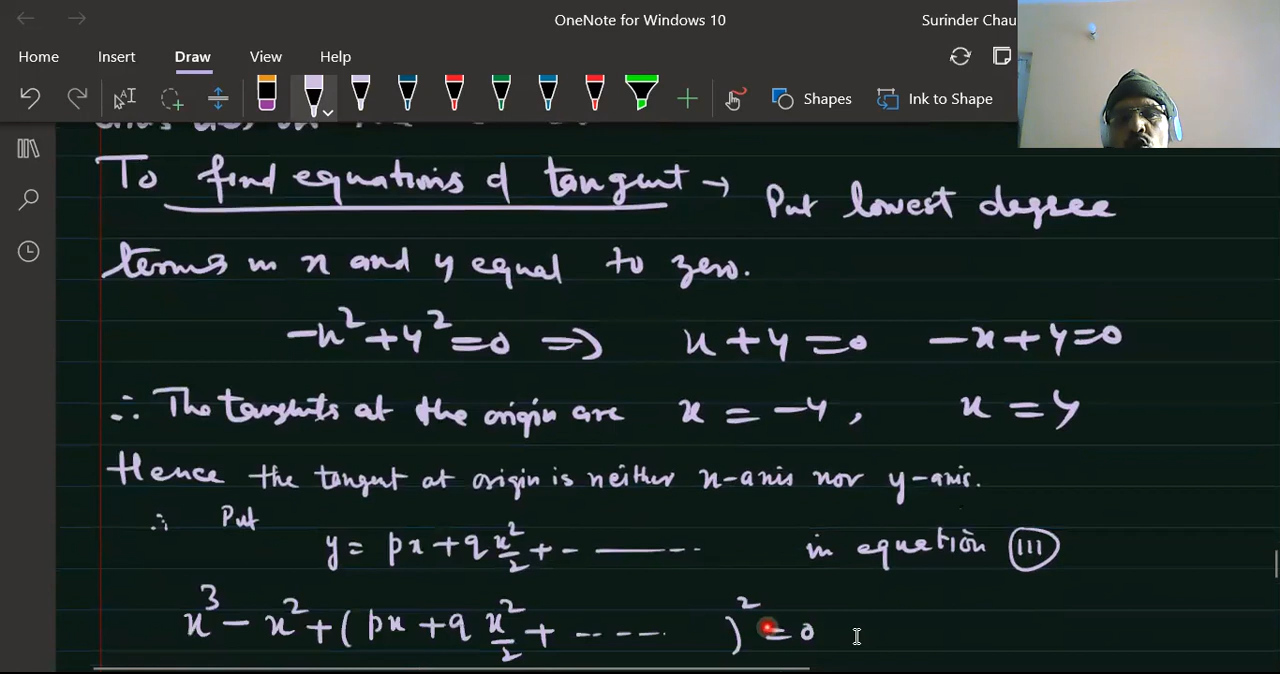 OneNote for Windows 10
Surinder Chau
Home Insert Draw View Help
Shapes Ink to Shape
To find equations of tangent → Put lowest degree
terms in x and y equal to zero.
-x² + y² = 0 ⇒ x + y = 0 -x + y = 0
∴ The tangents at the origin are x = -y, x = y
Hence the tangent at origin is neither x-axis nor y-axis.
∴ Put
y = px + q x²/2 + - ——— -- in equation (III)
x³ - x² + (px + q x²/2 + ----- )² = 0